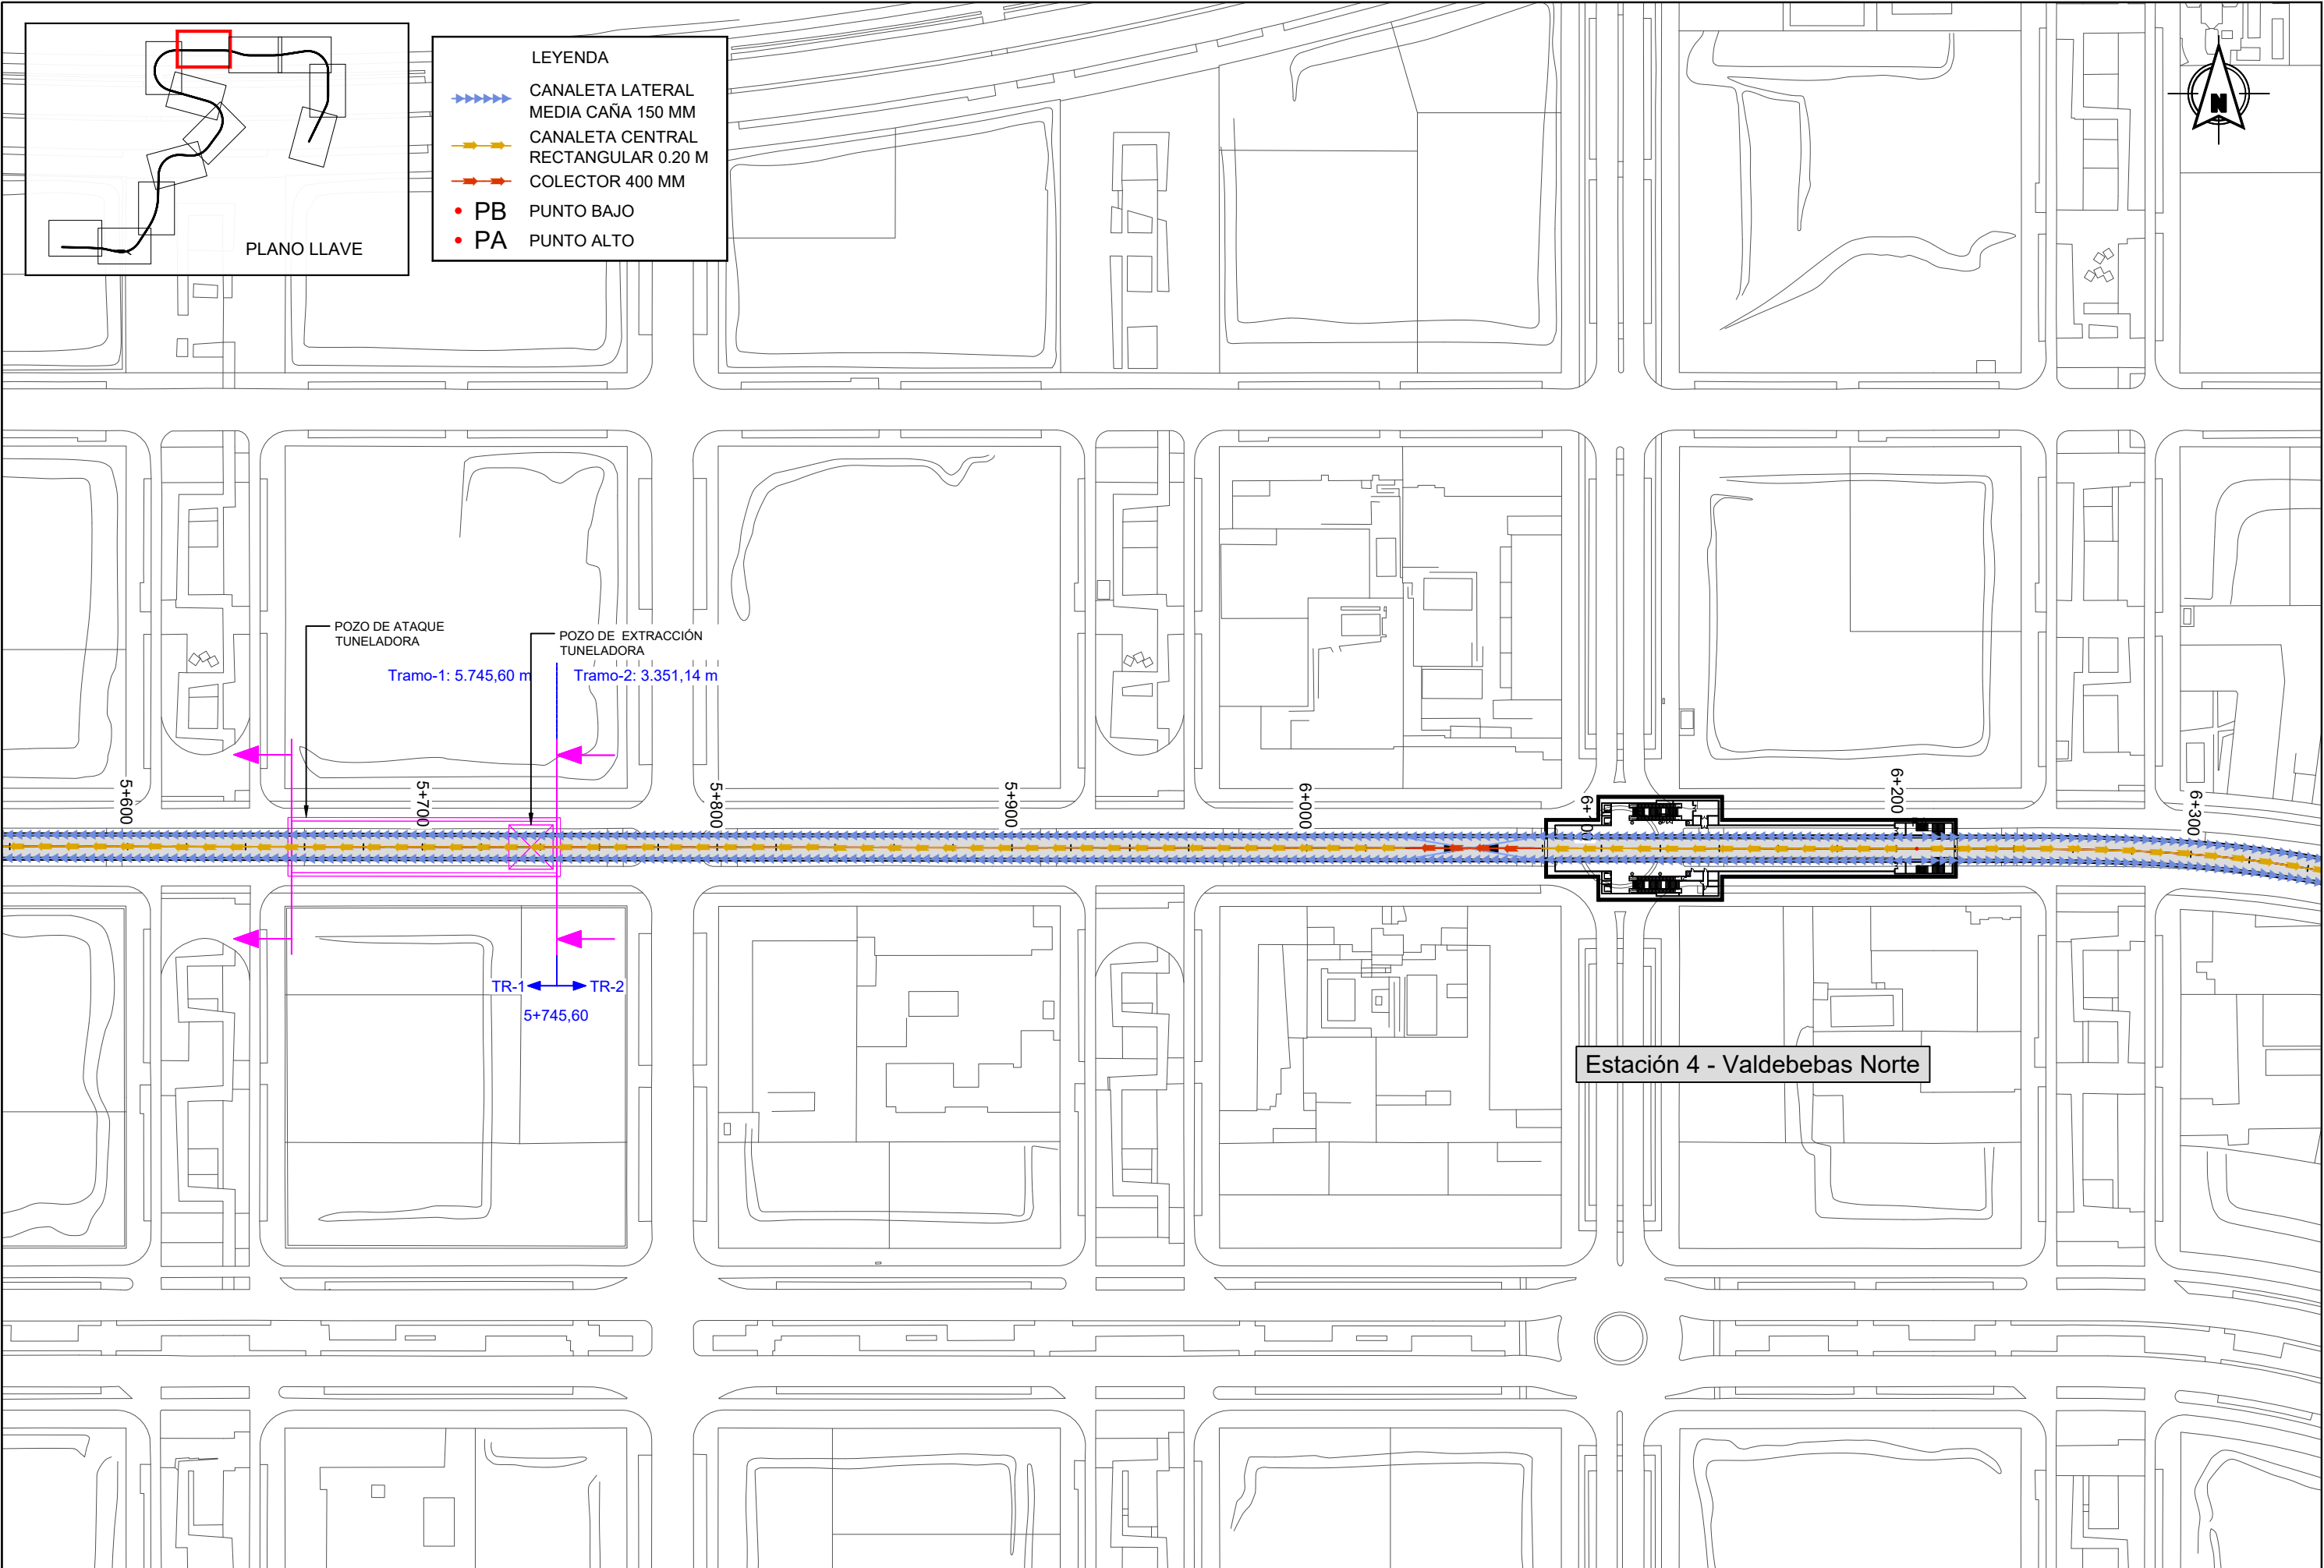 PLANO LLAVE
LEYENDA
CANALETA LATERAL
MEDIA CAÑA 150 MM
CANALETA CENTRAL
RECTANGULAR 0.20 M
COLECTOR 400 MM
PB PUNTO BAJO
PA PUNTO ALTO
N
POZO DE ATAQUE
TUNELADORA
POZO DE EXTRACCIÓN
TUNELADORA
Tramo-1: 5.745,60 m
Tramo-2: 3.351,14 m
5+600
5+700
5+800
5+900
6+000
6+200
6+300
TR-1
TR-2
5+745,60
Estación 4 - Valdebebas Norte